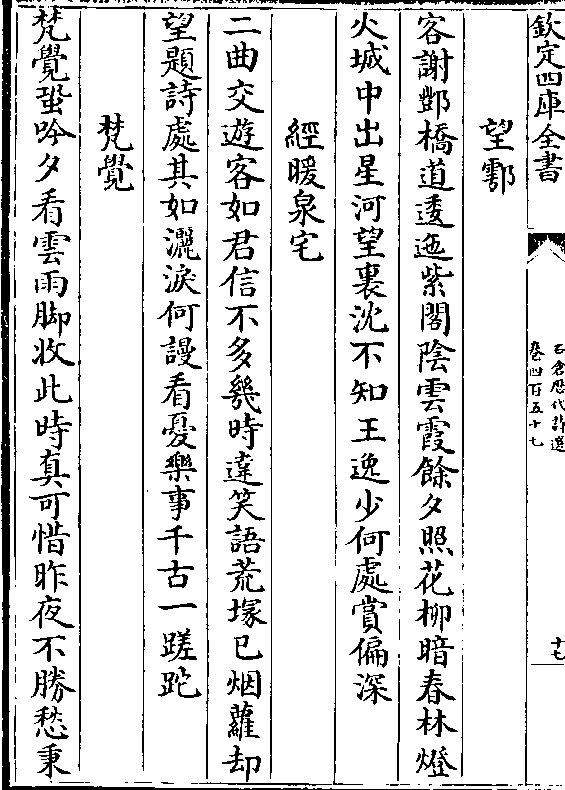 欽定四庫全書
石倉歷代詩選
卷四百五十七
十七
望鄠
容謝鄠橋道逶迤紫閣陰雲霞餘夕照花柳暗春林燈
火城中出星河望裏沈不知王逸少何處賞偏深
經暖泉宅
二曲交遊客如君信不多幾時違笑語荒塚已烟蘿却
望題詩處其如灑淚何謾看憂樂事千古一蹉跎
梵覺
梵覺蛩吟夕看雲雨脚收此時真可惜昨夜不勝愁秉